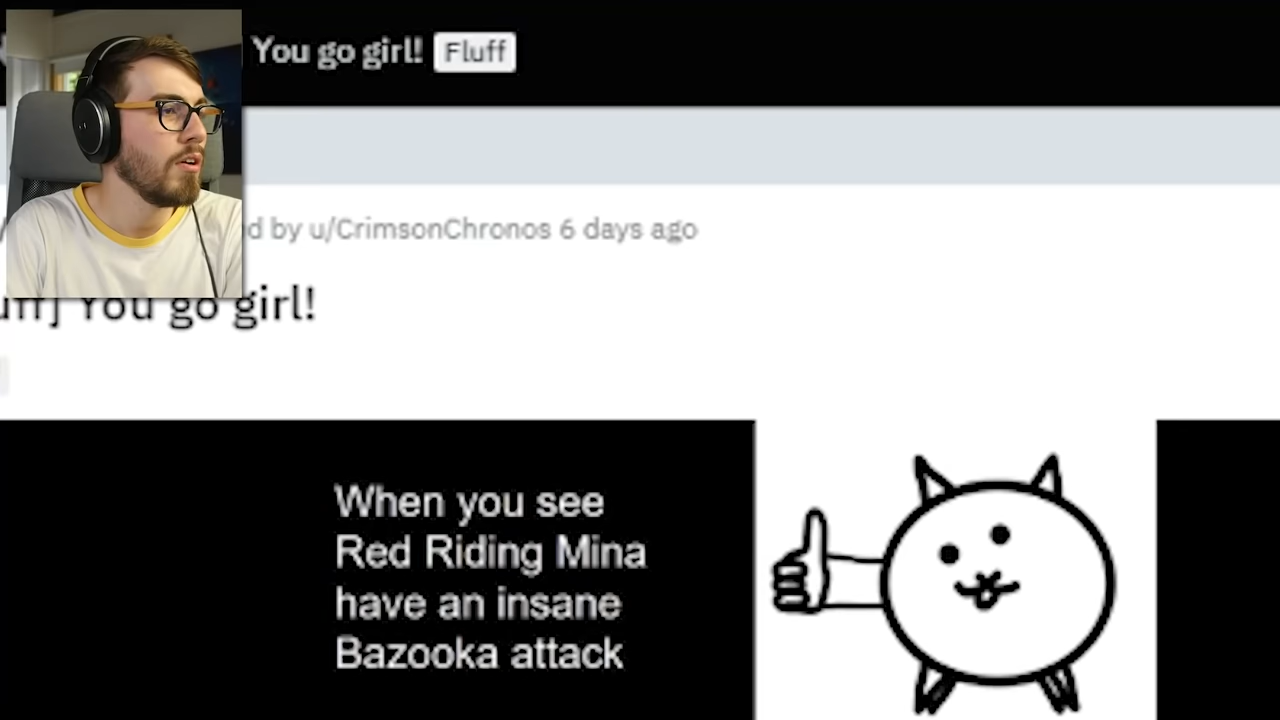 You go girl! Fluff
d by u/CrimsonChronos 6 days ago
uff] You go girl!
When you see
Red Riding Mina
have an insane
Bazooka attack